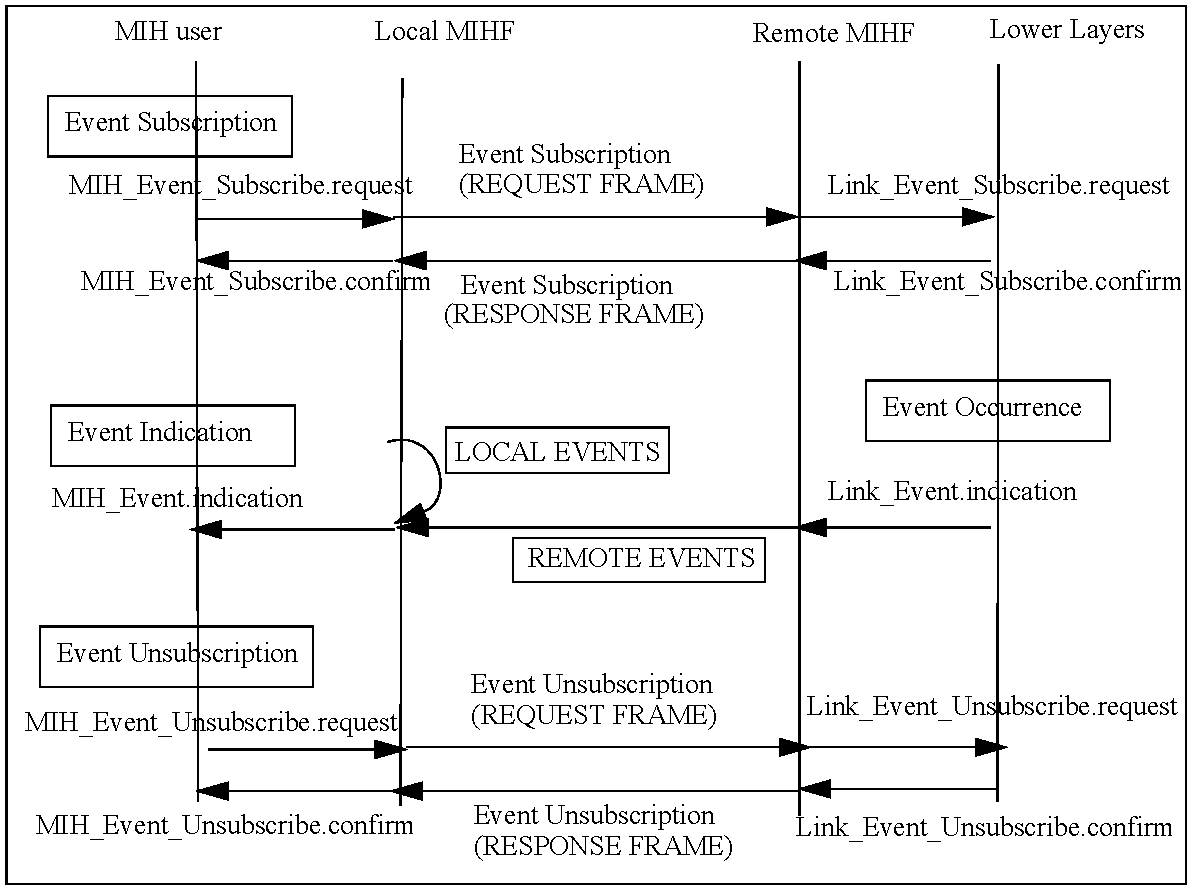 MIH user
Local MIHF
Remote MIHF
Lower Layers
Event Subscription
Event Subscription
(REQUEST FRAME)
MIH_Event_Subscribe.request
Link_Event_Subscribe.request
MIH_Event_Subscribe.confirm
Event Subscription
(RESPONSE FRAME)
Link_Event_Subscribe.confirm
Event Occurrence
Event Indication
LOCAL EVENTS
MIH_Event.indication
Link_Event.indication
REMOTE EVENTS
Event Unsubscription
Event Unsubscription
(REQUEST FRAME)
MIH_Event_Unsubscribe.request
Link_Event_Unsubscribe.request
MIH_Event_Unsubscribe.confirm
Event Unsubscription
(RESPONSE FRAME)
Link_Event_Unsubscribe.confirm